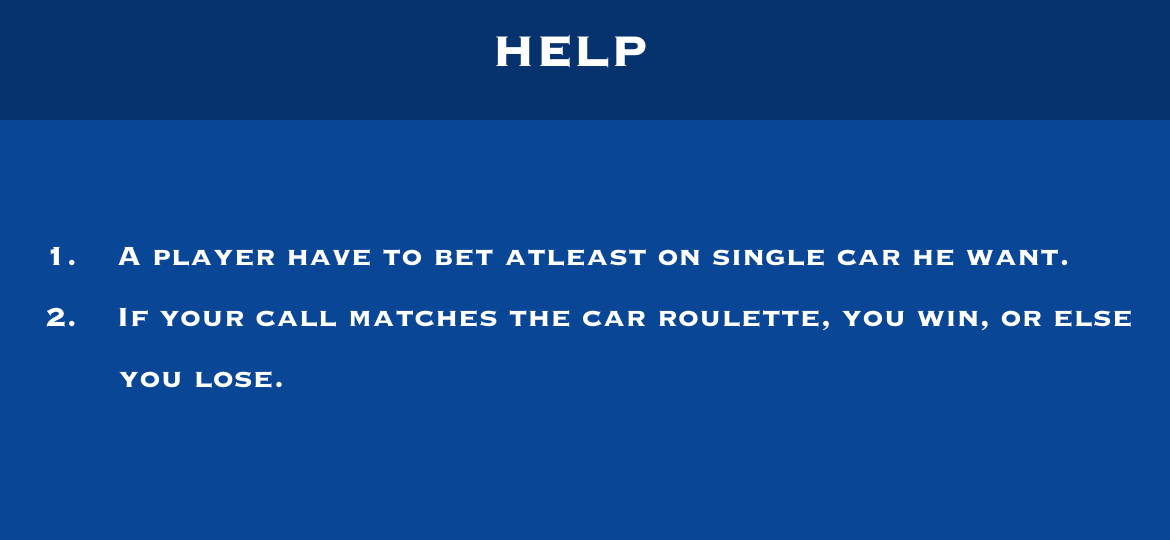 HELP
1. A PLAYER HAVE TO BET ATLEAST ON SINGLE CAR HE WANT.
2. IF YOUR CALL MATCHES THE CAR ROULETTE, YOU WIN, OR ELSE
YOU LOSE.